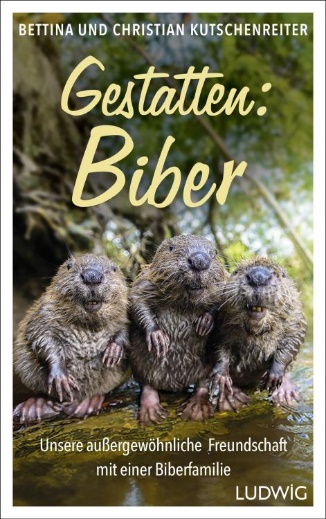 BETTINA UND CHRISTIAN KUTSCHENREITER
Gestatten:
Biber
Unsere außergewöhnliche Freundschaft
mit einer Biberfamilie
LUDWiG